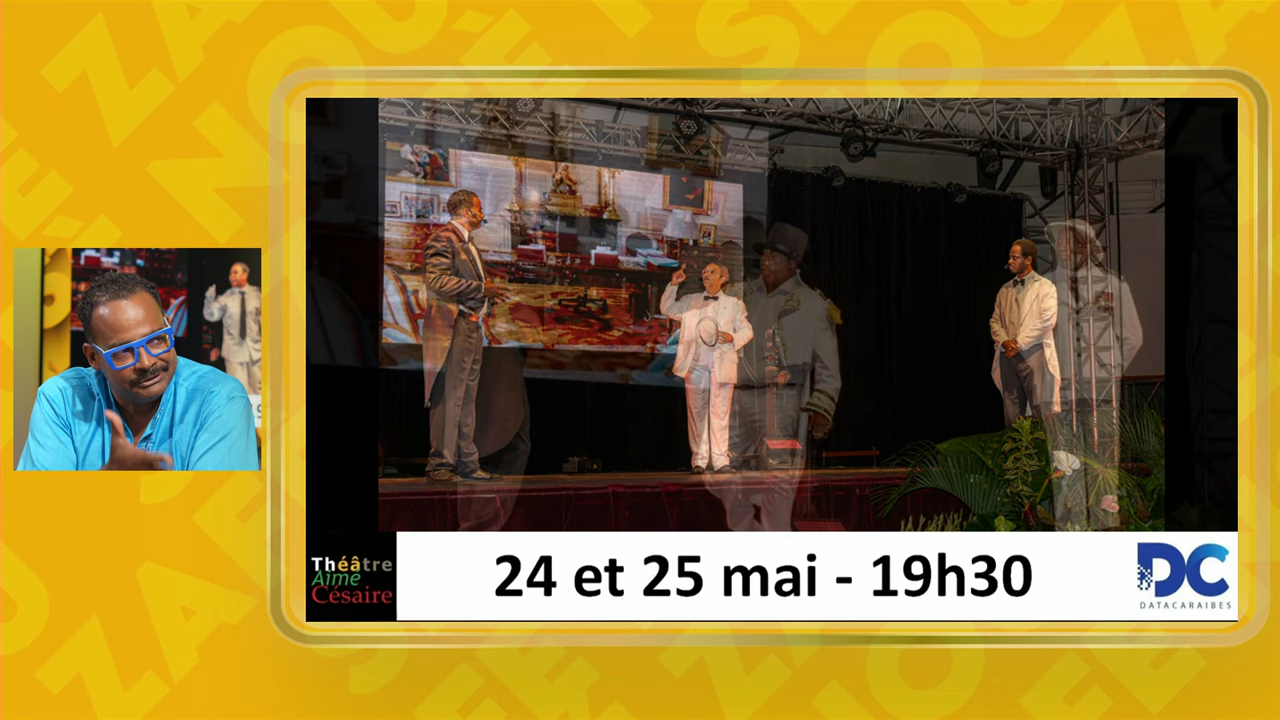 Théâtre
Aimé
Césaire
24 et 25 mai - 19h30
DC
DATACARAIBES